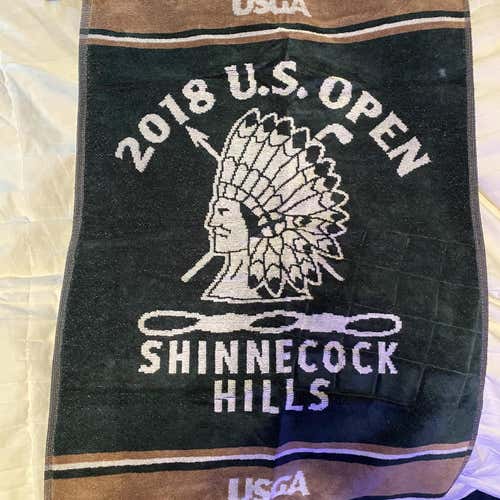 USGA
2018 U.S. OPEN
SHINNECOCK
HILLS
USGA